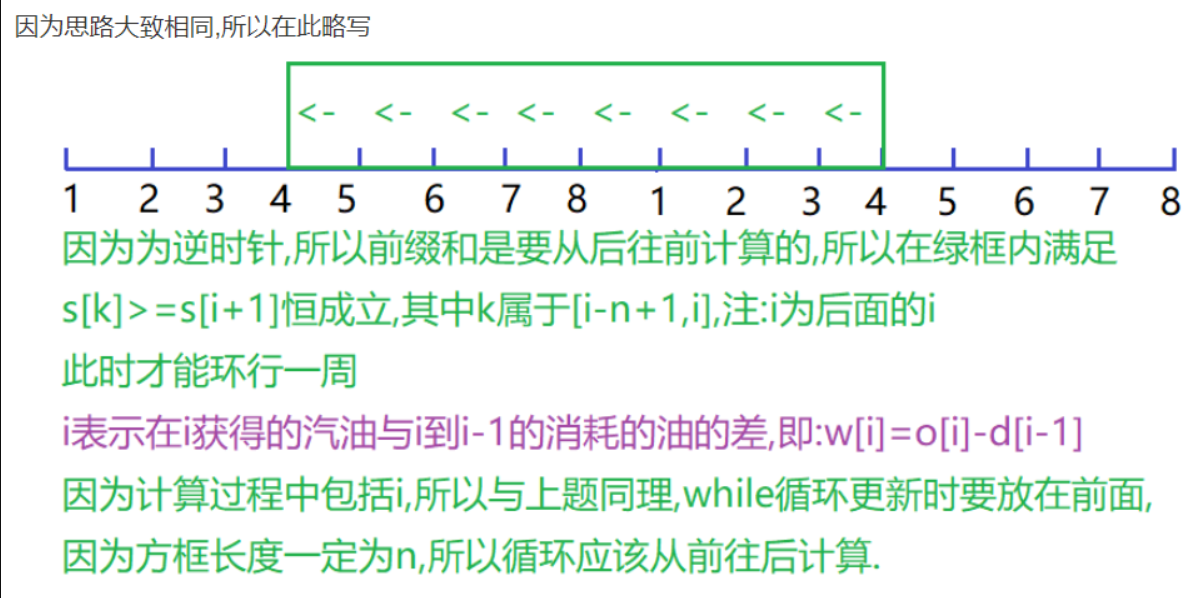 因为思路大致相同,所以在此略写
<- <- <- <- <- <- <- <-
1 2 3 4 5 6 7 8 1 2 3 4 5 6 7 8
因为为逆时针,所以前缀和是要从后往前计算的,所以在绿框内满足
s[k]>=s[i+1]恒成立,其中k属于[i-n+1,i],注:i为后面的i
此时才能环行一周
i表示在i获得的汽油与i到i-1的消耗的油的差,即:w[i]=o[i]-d[i-1]
因为计算过程中包括i,所以与上题同理,while循环更新时要放在前面,
因为方框长度一定为n,所以循环应该从前往后计算.